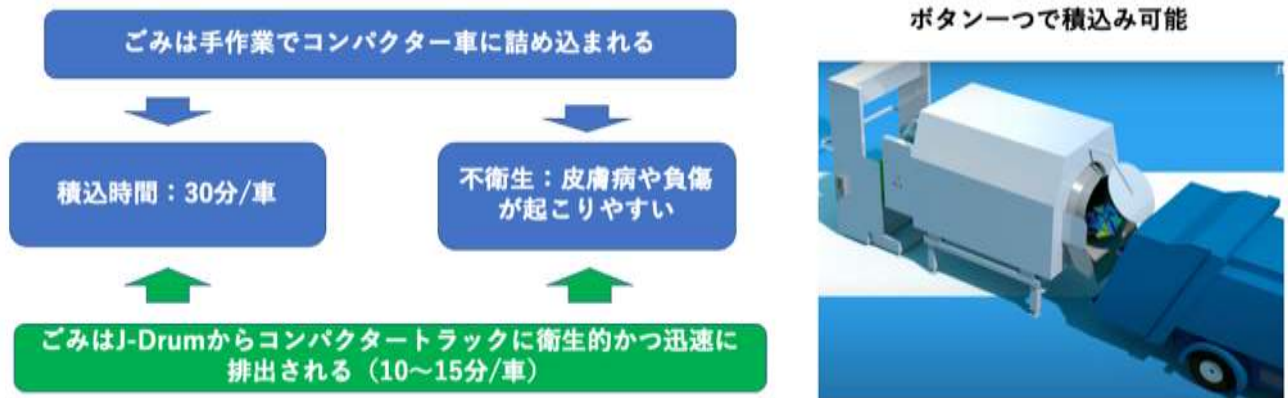 ごみは手作業でコンパクター車に詰め込まれる
積込時間：30分/車
不衛生：皮膚病や負傷
が起こりやすい
ごみはJ-Drumからコンパクタートラックに衛生的かつ迅速に
排出される（10～15分/車）
ボタン一つで積込み可能